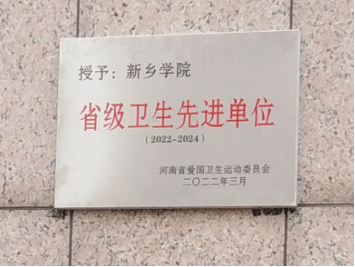 授予：新乡学院
省级卫生先进单位
（2022-2024）
河南省爱国卫生运动委员会
二〇二二年三月